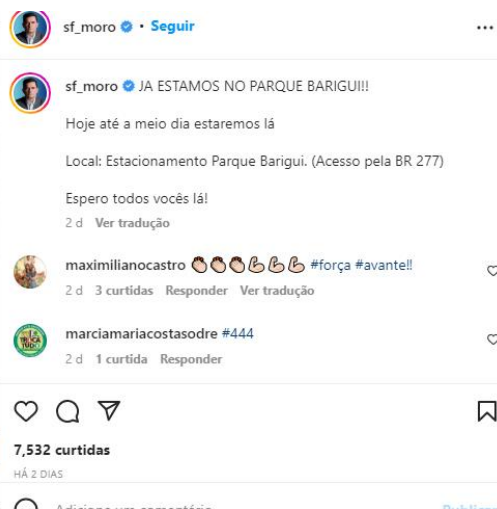 sf_moro • Seguir
sf_moro JA ESTAMOS NO PARQUE BARIGUI!!
Hoje até a meio dia estaremos lá
Local: Estacionamento Parque Barigui. (Acesso pela BR 277)
Espero todos vocês lá!
2 d Ver tradução
maximilianocastro 👏🏻👏🏻👏🏻💪🏻💪🏻💪🏻 #força #avante!!
2 d 3 curtidas Responder Ver tradução
marciamariacostasodre #444
2 d 1 curtida Responder
7,532 curtidas
HÁ 2 DIAS